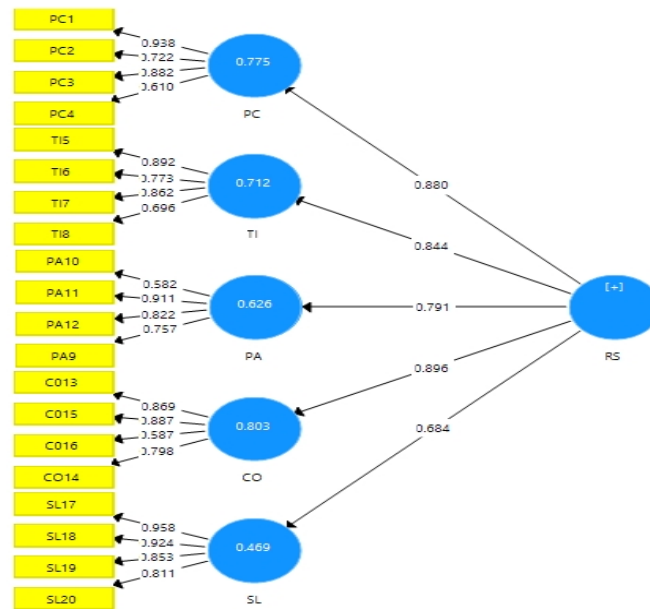 PC1
PC2
PC3
PC4
0.938
0.722
0.882
0.610
0.775
PC
TI5
TI6
TI7
TI8
0.892
0.773
0.862
0.696
0.712
TI
PA10
PA11
PA12
PA9
0.582
0.911
0.822
0.757
0.626
PA
C013
C015
C016
CO14
0.869
0.887
0.587
0.798
0.803
CO
SL17
SL18
SL19
SL20
0.958
0.924
0.853
0.811
0.469
SL
0.880
0.844
0.791
0.896
0.684
[+]
RS